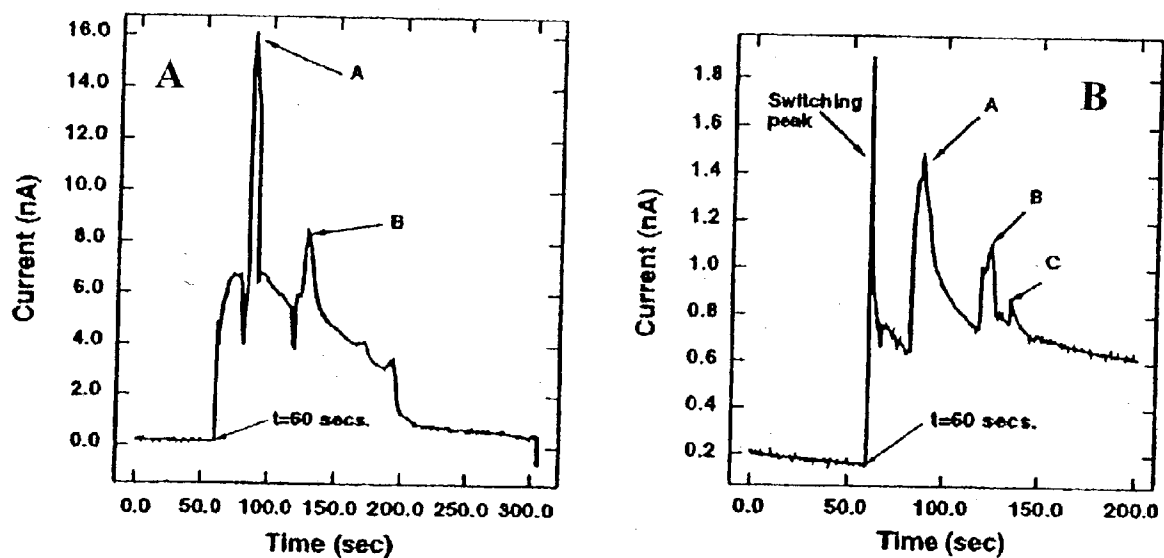 A
16.0
14.0
12.0
10.0
8.0
6.0
4.0
2.0
0.0
Current (nA)
A
B
t=60 secs.
0.0 50.0 100.0 150.0 200.0 250.0 300.0
Time (sec)
B
1.8
1.6
1.4
1.2
1.0
0.8
0.6
0.4
0.2
Current (nA)
Switching
peak
A
B
C
t=60 secs.
0.0 50.0 100.0 150.0 200.0
Time (sec)